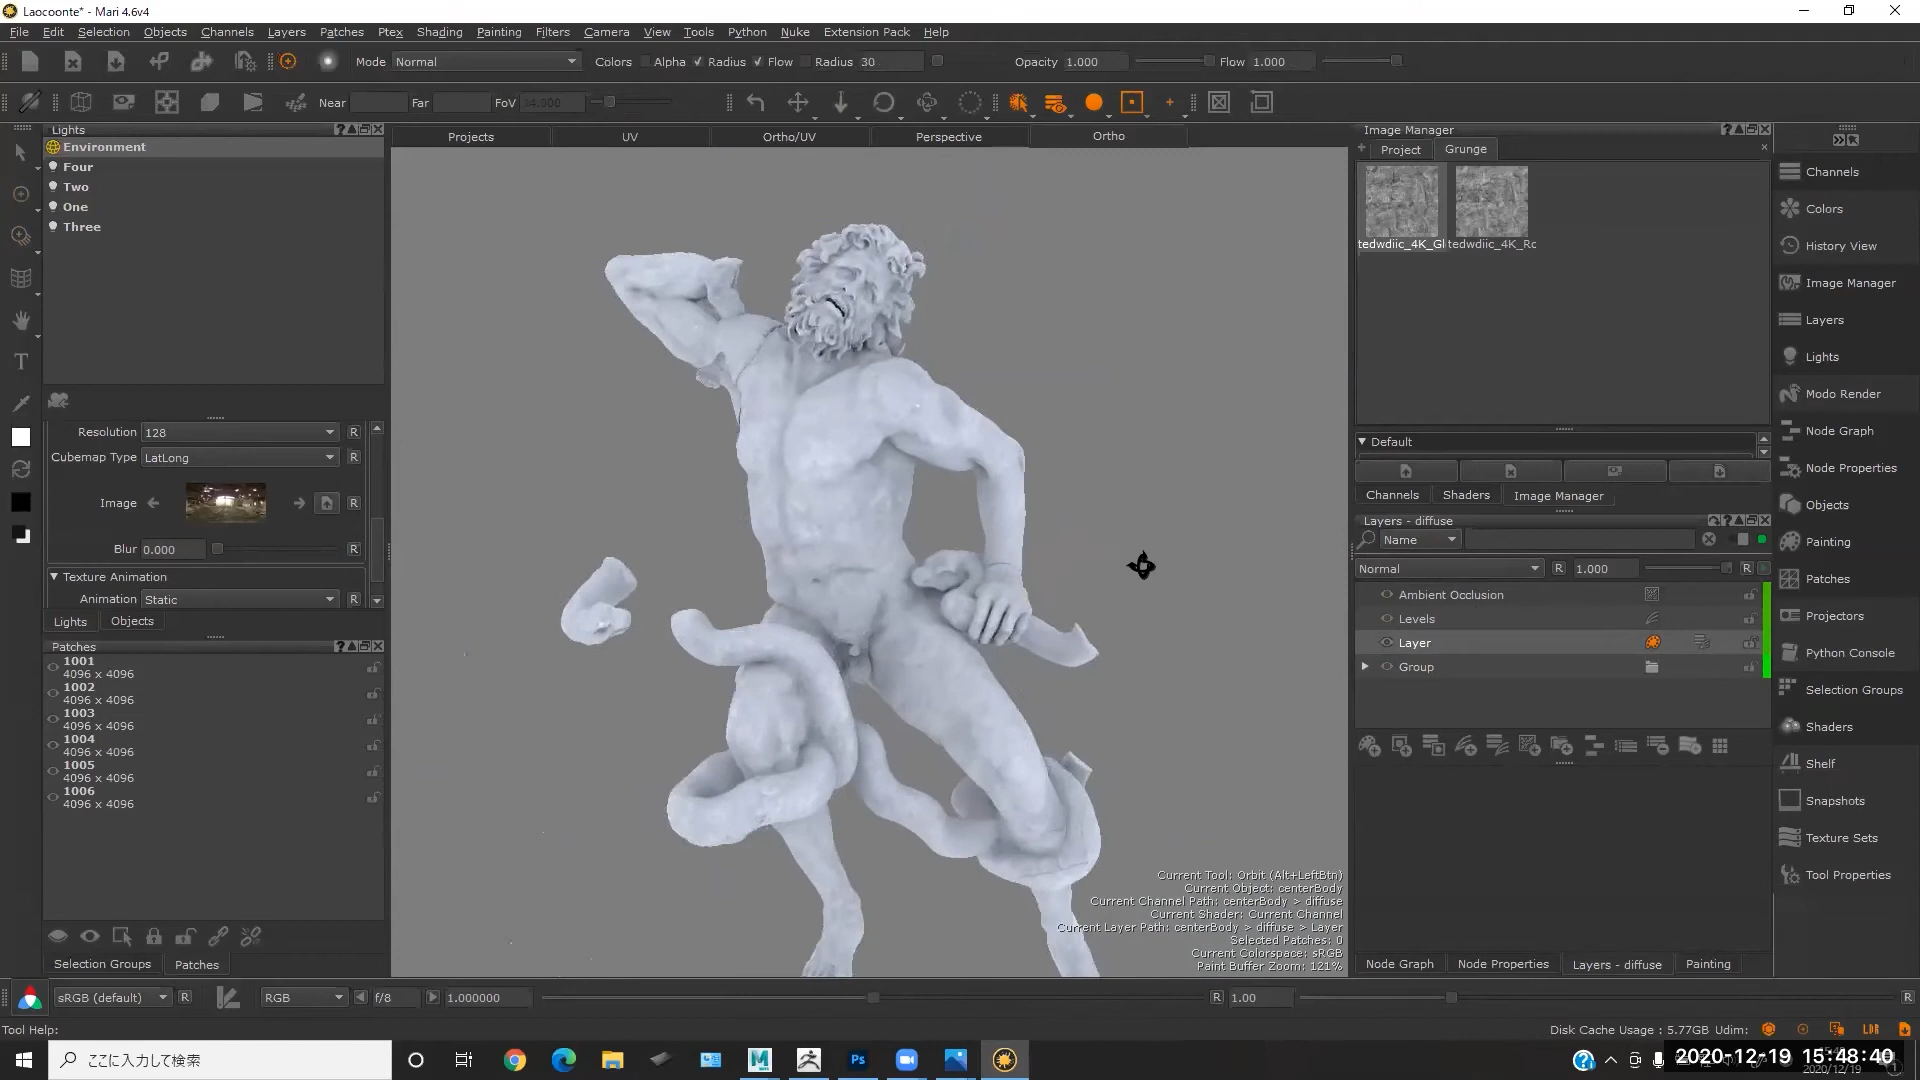 Laocoonte* - Mari 4.6v4
File Edit Selection Objects Channels Layers Patches Ptex Shading Painting Filters Camera View Tools Python Nuke Extension Pack Help
Mode Normal Colors Alpha Radius Flow Radius 30 Opacity 1.000 Flow 1.000
Near Far FoV
Lights
Environment
Four
Two
One
Three
Resolution 128 R
Cubemap Type LatLong R
Image R
Blur 0.000 R
Texture Animation
Animation Static R
Lights Objects
Patches
1001
4096 x 4096
1002
4096 x 4096
1003
4096 x 4096
1004
4096 x 4096
1005
4096 x 4096
1006
4096 x 4096
Selection Groups Patches
Projects UV Ortho/UV Perspective Ortho
Current Tool: Orbit (Alt+LeftBtn)
Current Object: centerBody
Current Channel Path: centerBody > diffuse
Current Shader: Current Channel
Current Layer Path: centerBody > diffuse > Layer
Selected Patches: 0
Current Colorspace: sRGB
Paint Buffer Zoom: 121%
Image Manager
Project Grunge
tedwdiic_4K_Gl tedwdiic_4K_Rc
Default
Channels Shaders Image Manager
Layers - diffuse
Name
Normal R 1.000 R
Ambient Occlusion
Levels
Layer
Group
Node Graph Node Properties Layers - diffuse Painting
Channels
Colors
History View
Image Manager
Layers
Lights
Modo Render
Node Graph
Node Properties
Objects
Painting
Patches
Projectors
Python Console
Selection Groups
Shaders
Shelf
Snapshots
Texture Sets
Tool Properties
sRGB (default) R RGB f/8 1.000000 R 1.00 R
Tool Help: Disk Cache Usage : 5.77GB Udim: LDR
ここに入力して検索
2020-12-19 15:48:40
2020/12/19